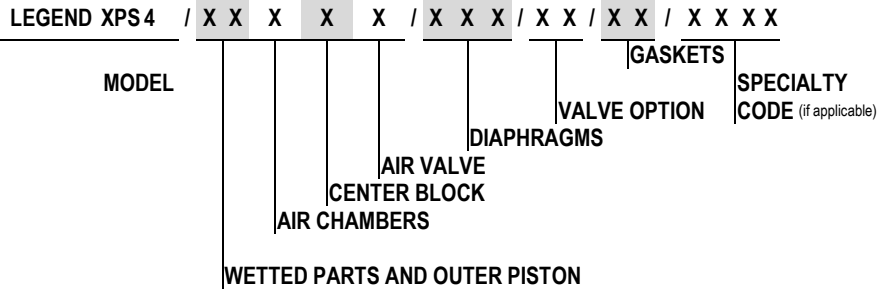 LEGEND XPS4 / X X X X X / X X X / X X / X X / X X X X
GASKETS
MODEL SPECIALTY
VALVE OPTION CODE (if applicable)
DIAPHRAGMS
AIR VALVE
CENTER BLOCK
AIR CHAMBERS
WETTED PARTS AND OUTER PISTON